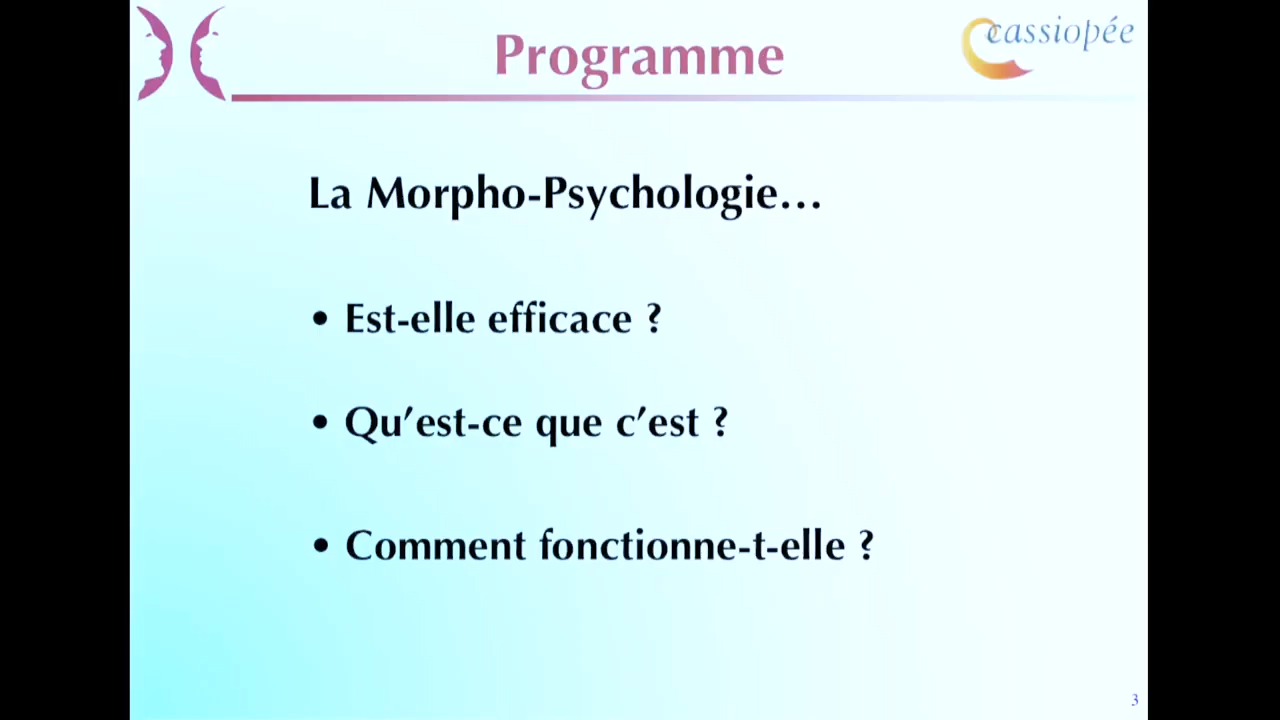 Programme
cassiopée
La Morpho-Psychologie…
• Est-elle efficace ?
• Qu’est-ce que c’est ?
• Comment fonctionne-t-elle ?
3